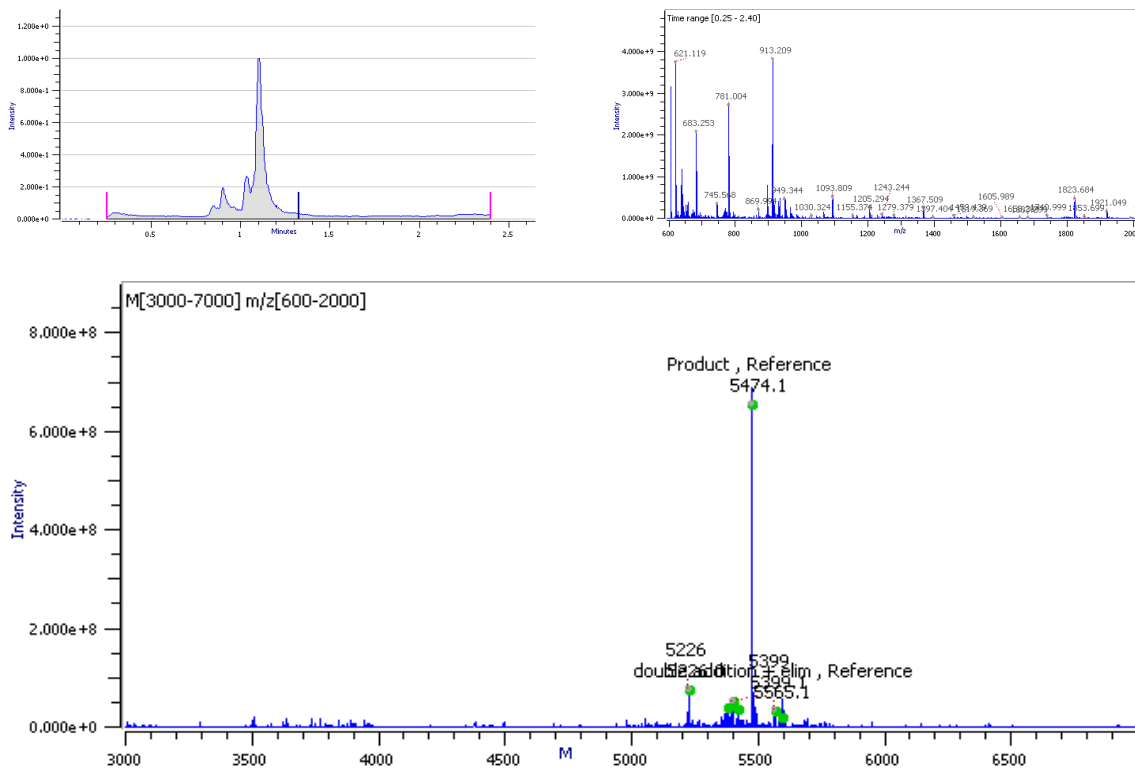 1.200e+0
1.000e+0
8.000e-1
6.000e-1
4.000e-1
2.000e-1
0.000e+0
Intensity
0.5
1
1.5
2
2.5
Minutes
Time range [0.25 - 2.40]
4.000e+9
3.000e+9
2.000e+9
1.000e+9
0.000e+0
Intensity
621.119
683.253
745.568
781.004
869.994
913.209
949.344
1030.324
1093.809
1155.374
1205.294
1243.244
1279.379
1367.509
1397.404
1605.989
1823.684
1853.699
1921.049
600
800
1000
1200
1400
1600
1800
m/z
M[3000-7000] m/z[600-2000]
8.000e+8
6.000e+8
4.000e+8
2.000e+8
0.000e+0
Intensity
Product , Reference
5474.1
5226
5399
double addition + elim , Reference
5399.1
5565.1
3000
3500
4000
4500
5000
5500
6000
6500
M